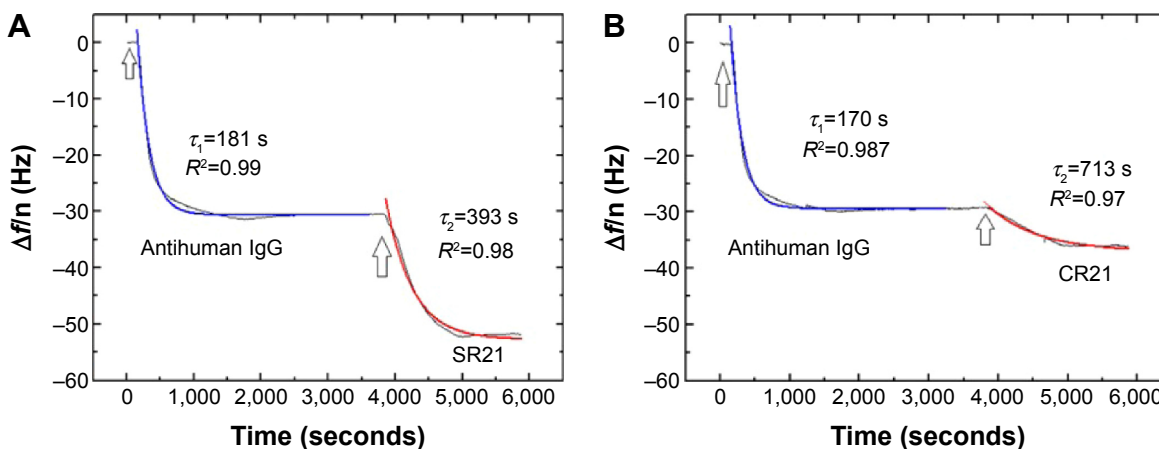 A
Δf/n (Hz)
0
–10
–20
–30
–40
–50
–60
τ1=181 s
R²=0.99
Antihuman IgG
τ2=393 s
R²=0.98
SR21
0
1,000
2,000
3,000
4,000
5,000
6,000
Time (seconds)
B
Δf/n (Hz)
0
–10
–20
–30
–40
–50
–60
τ1=170 s
R²=0.987
Antihuman IgG
τ2=713 s
R²=0.97
CR21
0
1,000
2,000
3,000
4,000
5,000
6,000
Time (seconds)